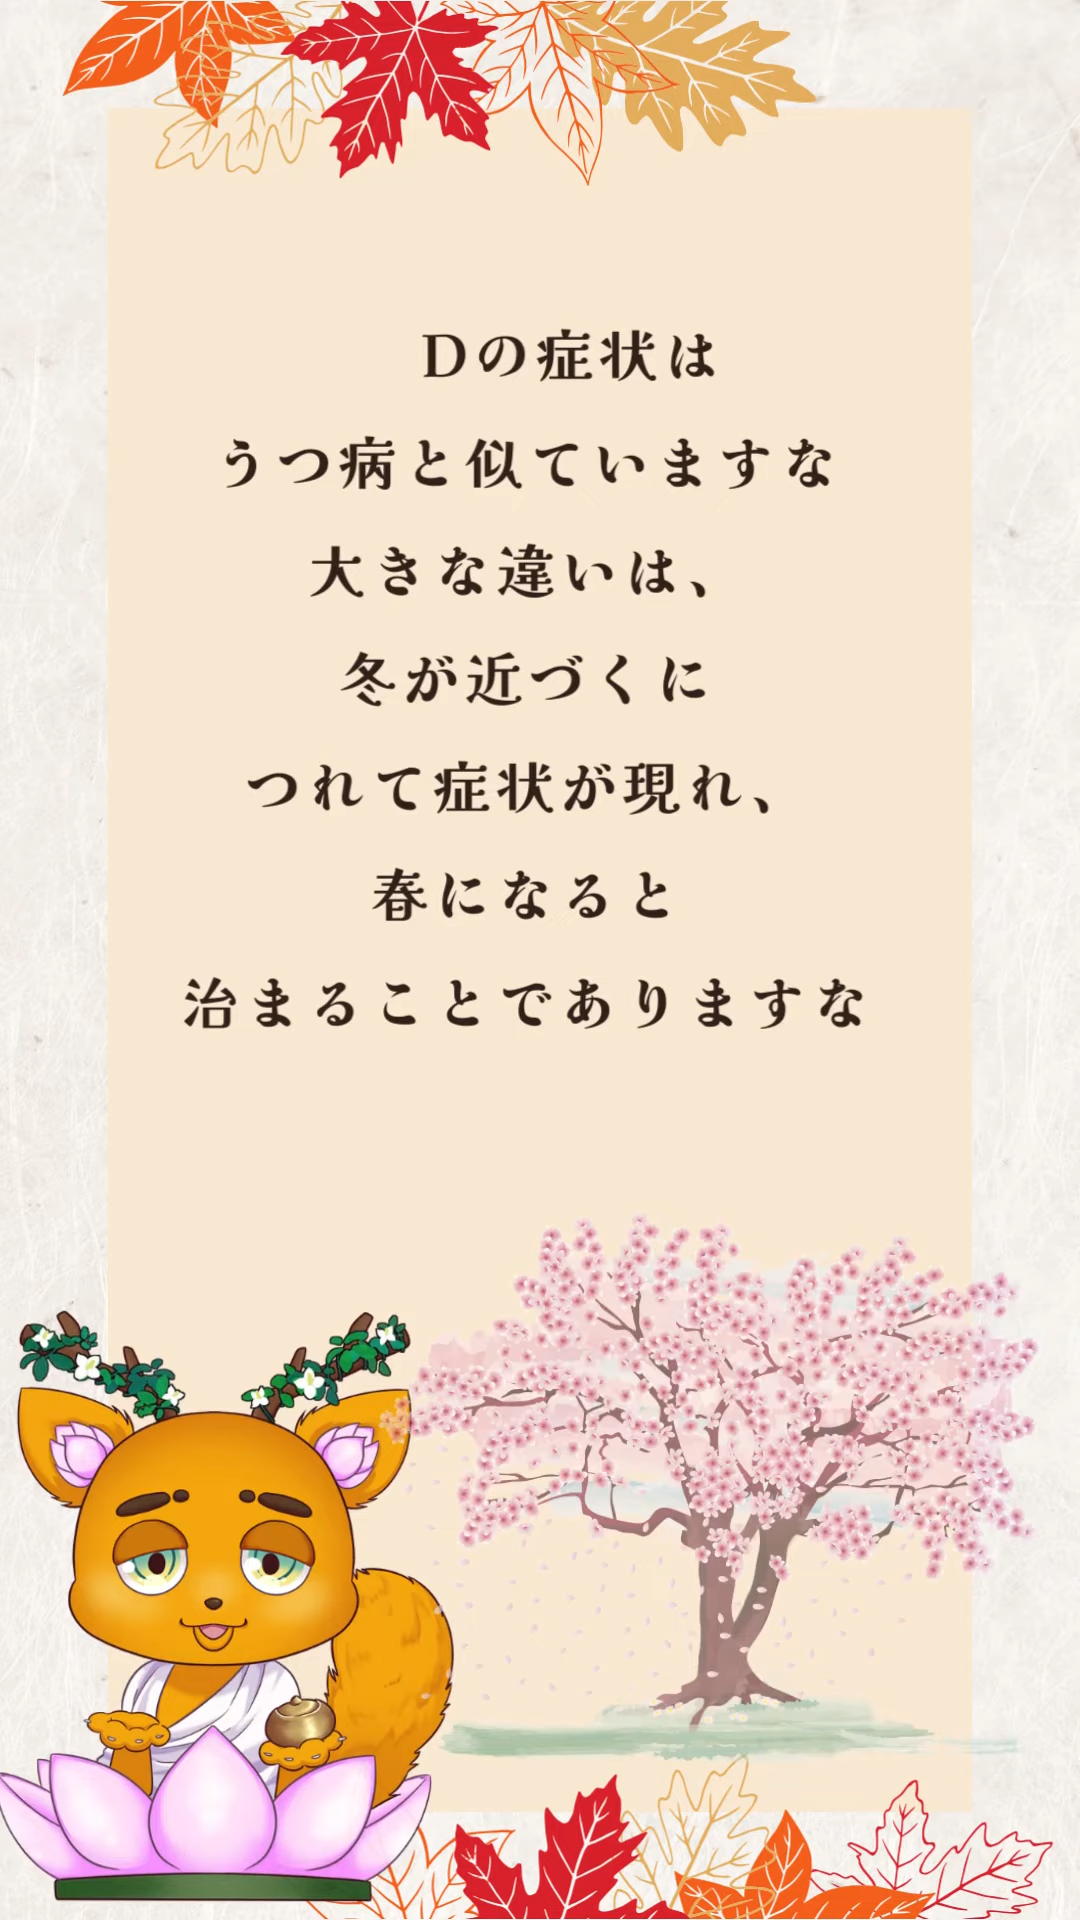 Dの症状は
うつ病と似ていますな
大きな違いは、
冬が近づくに
つれて症状が現れ、
春になると
治まることでありますな